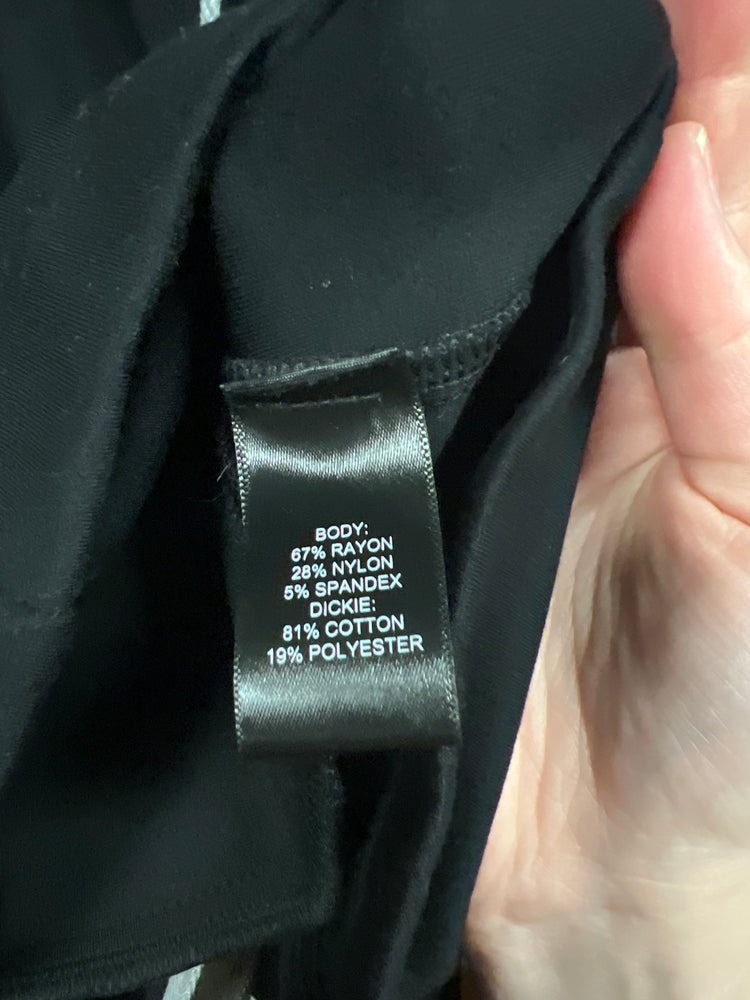 BODY:
67% RAYON
28% NYLON
5% SPANDEX
DICKIE:
81% COTTON
19% POLYESTER